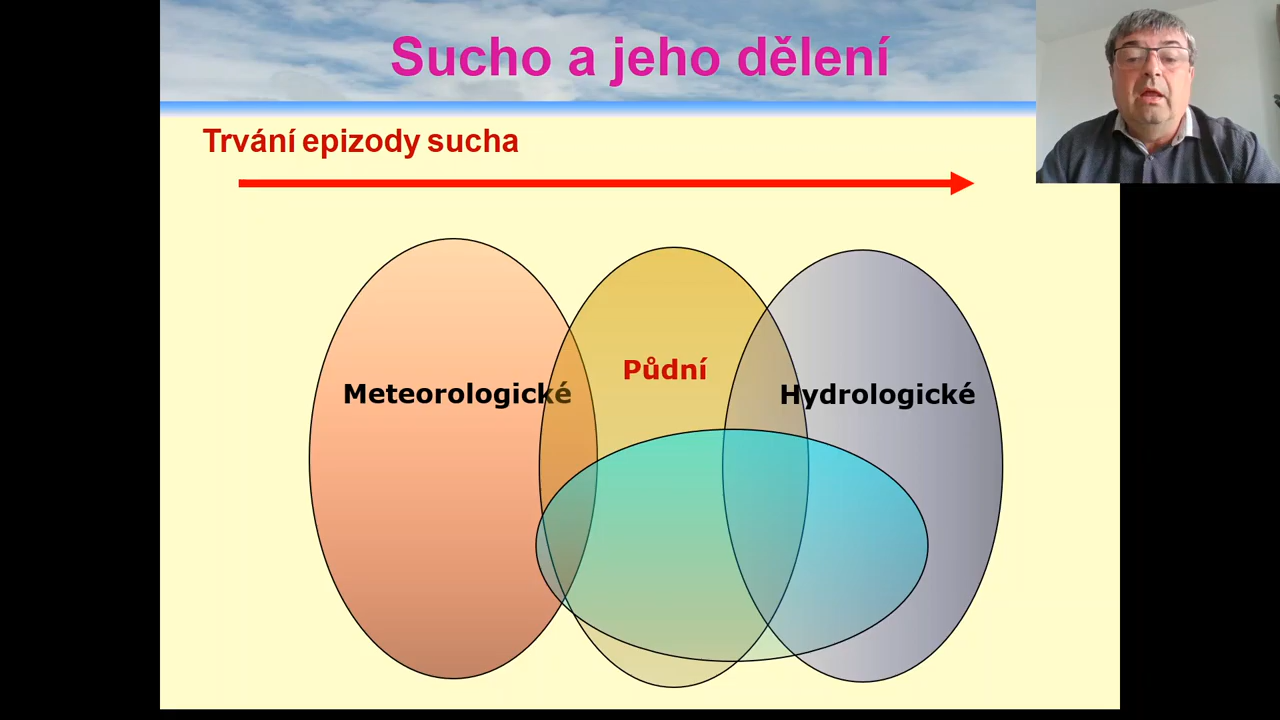 Sucho a jeho dělení
Trvání epizody sucha
Půdní
Meteorologické
Hydrologické